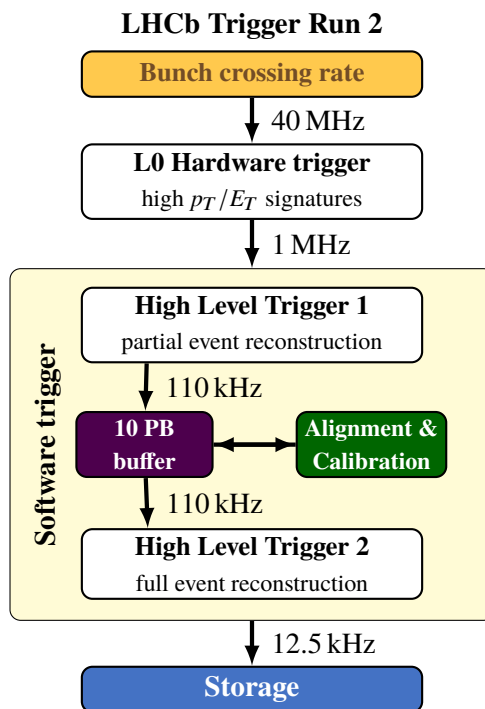 LHCb Trigger Run 2
Bunch crossing rate
40 MHz
L0 Hardware trigger
high p_T/E_T signatures
1 MHz
Software trigger
High Level Trigger 1
partial event reconstruction
110 kHz
10 PB
buffer
Alignment &
Calibration
110 kHz
High Level Trigger 2
full event reconstruction
12.5 kHz
Storage